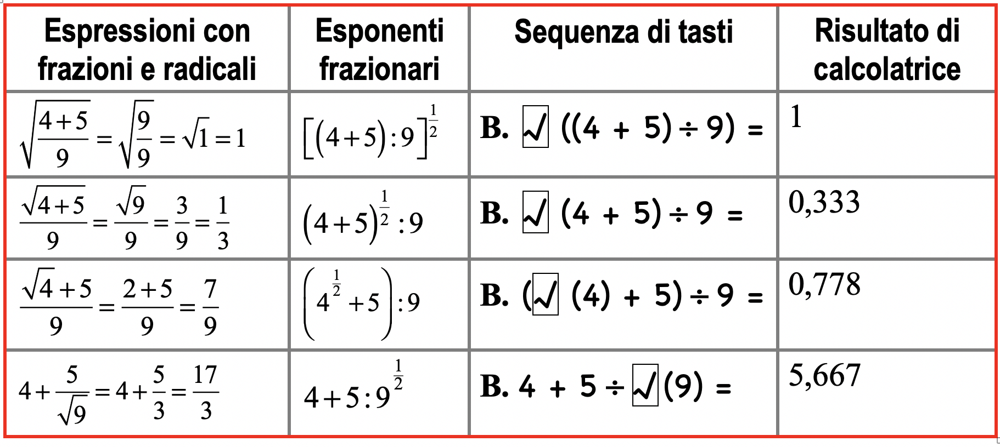 Espressioni con frazioni e radicali | Esponenti frazionari | Sequenza di tasti | Risultato di calcolatrice
√((4+5)/9) = √(9/9) = √1 = 1 | [(4+5):9]^(1/2) | B. √ ((4 + 5) ÷ 9) = | 1
√(4+5)/9 = √9/9 = 3/9 = 1/3 | (4+5)^(1/2) :9 | B. √ (4 + 5) ÷ 9 = | 0,333
(√4+5)/9 = (2+5)/9 = 7/9 | (4^(1/2) +5):9 | B. (√ (4) + 5) ÷ 9 = | 0,778
4+5/√9 = 4+5/3 = 17/3 | 4+5:9^(1/2) | B. 4 + 5 ÷ √ (9) = | 5,667